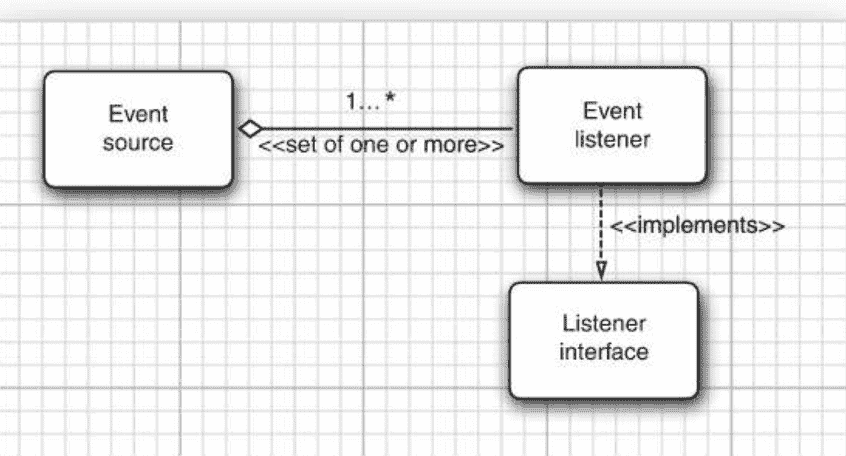 Event
source
1...*
<<set of one or more>>
Event
listener
<<implements>>
Listener
interface